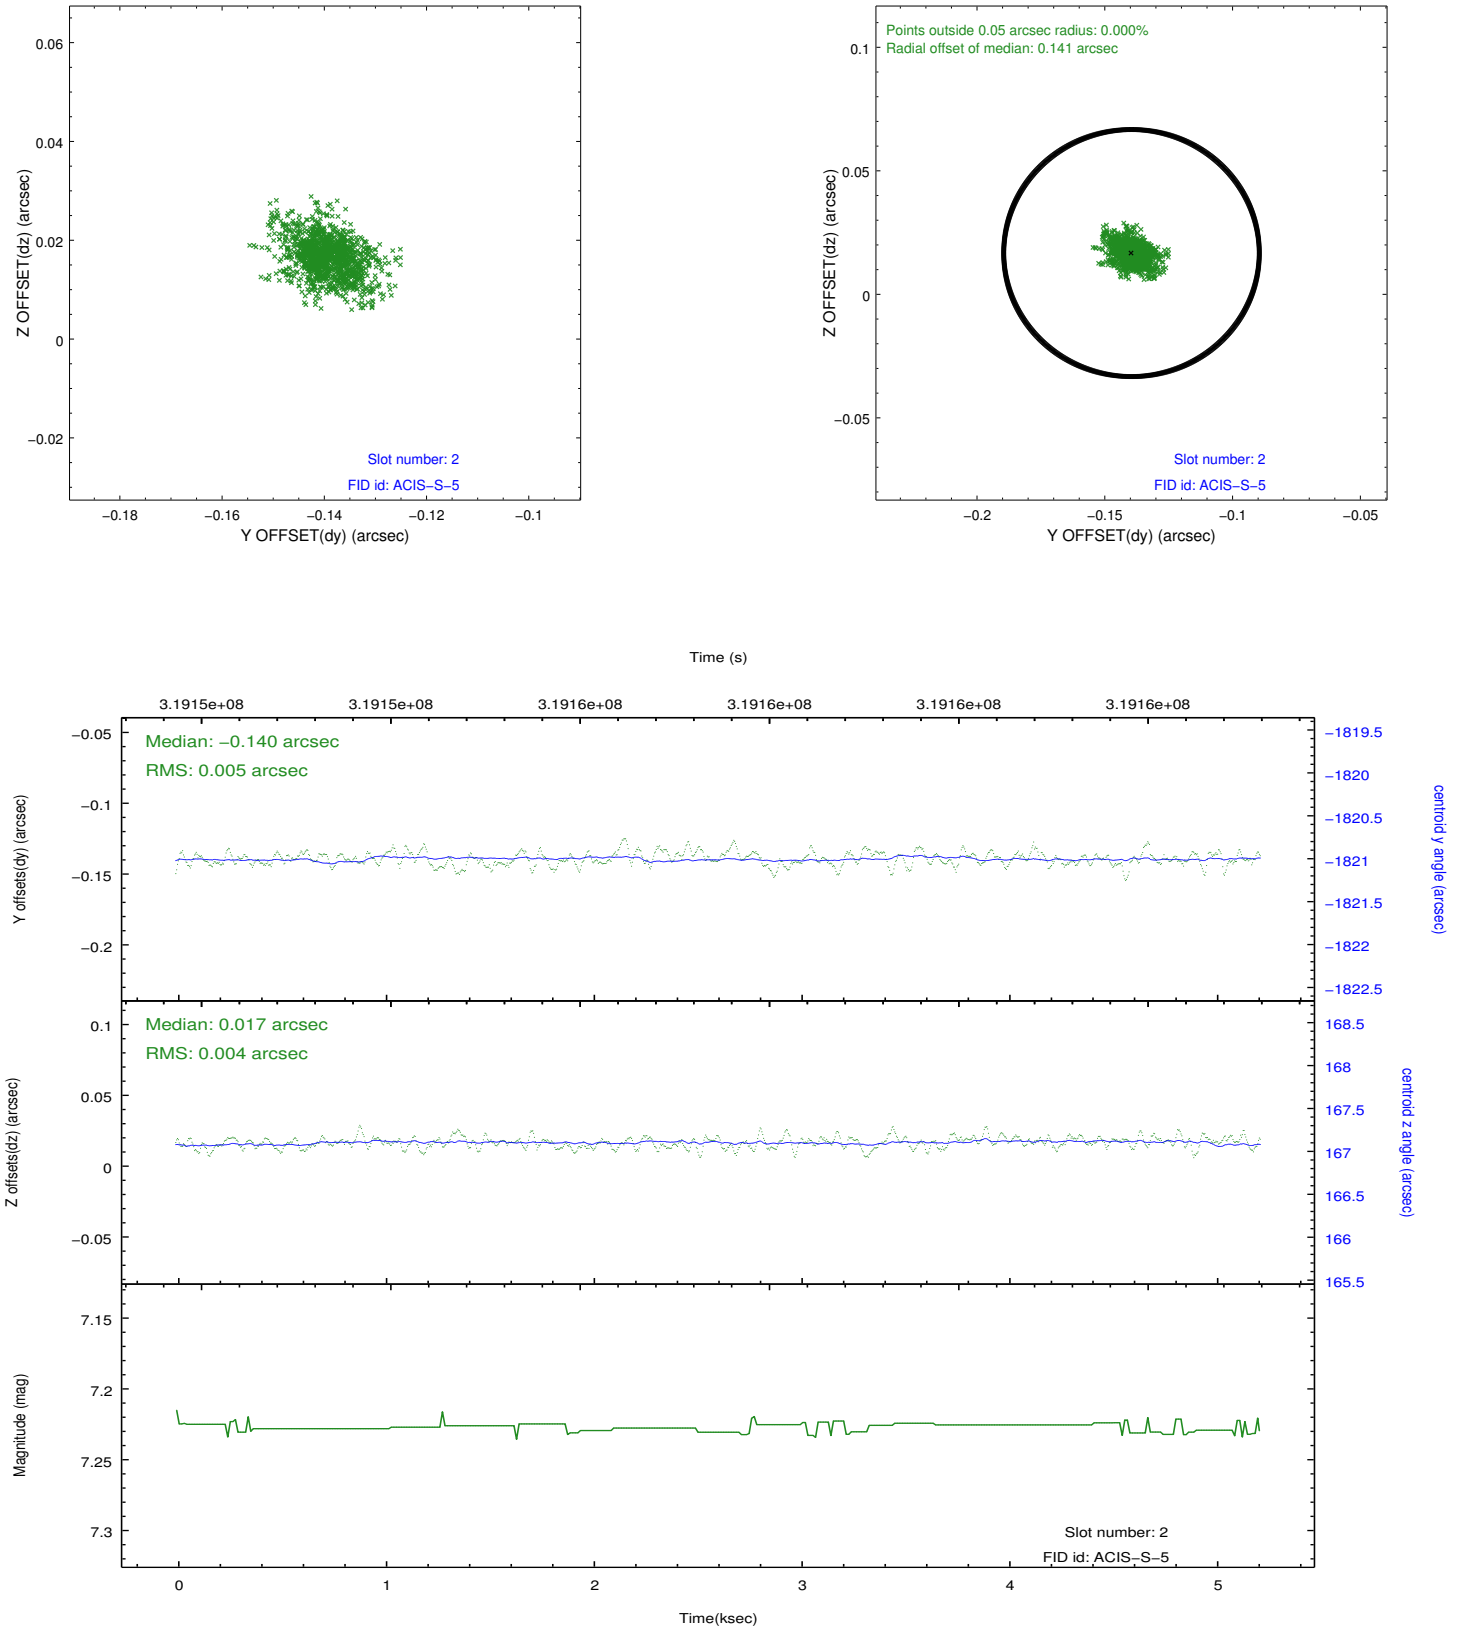 0.06
0.04
0.02
0
−0.02
Z OFFSET(dz) (arcsec)
Slot number: 2
FID id: ACIS−S−5
−0.18
−0.16
−0.14
−0.12
−0.1
Y OFFSET(dy) (arcsec)
Points outside 0.05 arcsec radius: 0.000%
Radial offset of median: 0.141 arcsec
0.1
0.05
0
−0.05
Z OFFSET(dz) (arcsec)
Slot number: 2
FID id: ACIS−S−5
−0.2
−0.15
−0.1
−0.05
Y OFFSET(dy) (arcsec)
Time (s)
3.1915e+08
3.1915e+08
3.1916e+08
3.1916e+08
3.1916e+08
3.1916e+08
Median: −0.140 arcsec
RMS: 0.005 arcsec
−0.05
−0.1
−0.15
−0.2
Y offsets(dy) (arcsec)
−1819.5
−1820
−1820.5
−1821
−1821.5
−1822
−1822.5
centroid y angle (arcsec)
Median: 0.017 arcsec
RMS: 0.004 arcsec
0.1
0.05
0
−0.05
Z offsets(dz) (arcsec)
168.5
168
167.5
167
166.5
166
165.5
centroid z angle (arcsec)
7.15
7.2
7.25
7.3
Magnitude (mag)
Slot number: 2
FID id: ACIS−S−5
0
1
2
3
4
5
Time(ksec)